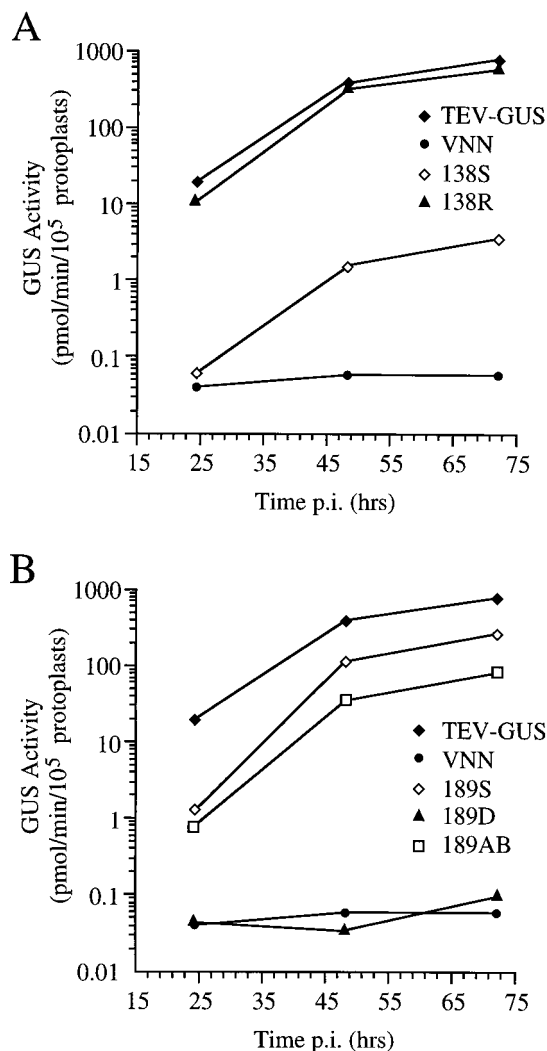 A
GUS Activity
(pmol/min/10⁵ protoplasts)
1000
100
10
1
0.1
0.01
15 25 35 45 55 65 75
Time p.i. (hrs)
TEV-GUS
VNN
138S
138R
B
GUS Activity
(pmol/min/10⁵ protoplasts)
1000
100
10
1
0.1
0.01
15 25 35 45 55 65 75
Time p.i. (hrs)
TEV-GUS
VNN
189S
189D
189AB